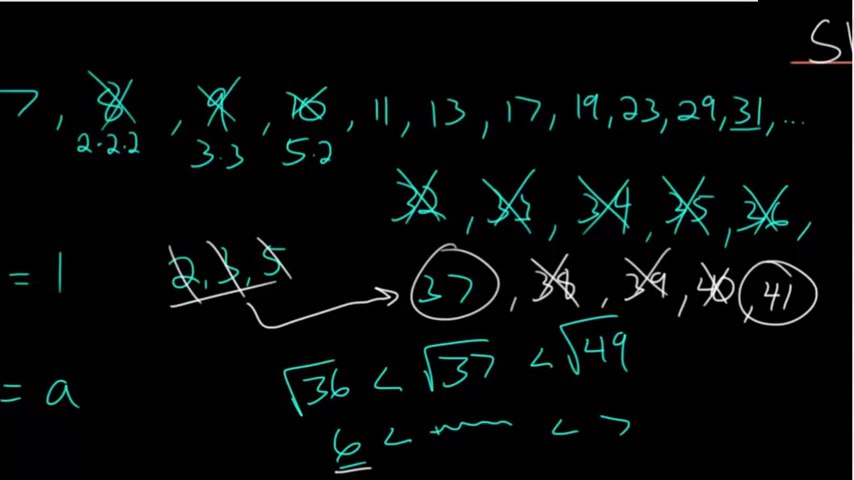 SI
7, 8, 9, 10, 11, 13, 17, 19, 23, 29, 31, ...
2·2·2 3·3 5·2
32, 33, 34, 35, 36,
= 1 2, 3, 5 37, 38, 39, 40, 41
√36 < √37 < √49
= a
6 < < 7